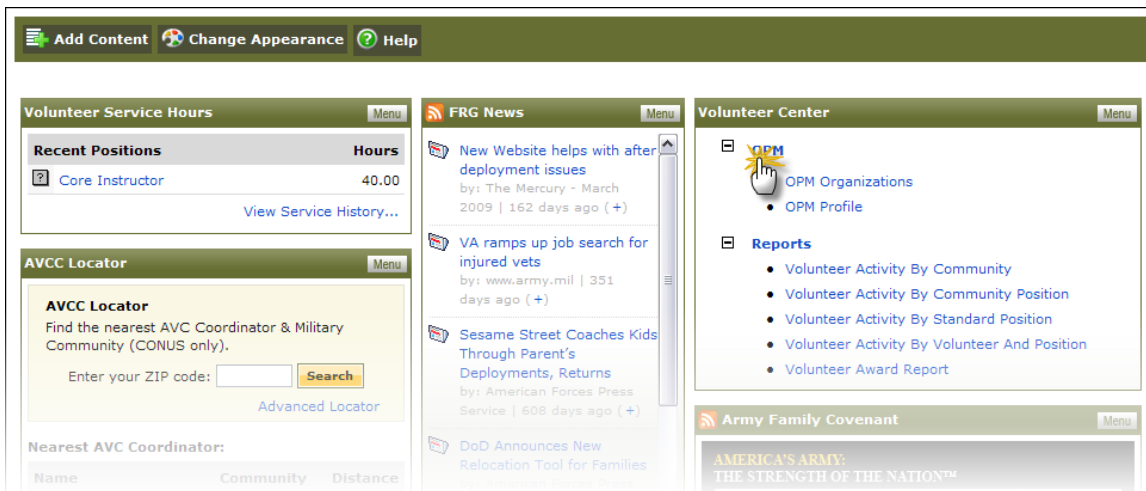 Add Content Change Appearance ? Help
Volunteer Service Hours Menu
Recent Positions Hours
? Core Instructor 40.00
View Service History...
AVCC Locator Menu
AVCC Locator
Find the nearest AVC Coordinator & Military
Community (CONUS only).
Enter your ZIP code: Search
Advanced Locator
Nearest AVC Coordinator:
Name Community Distance
FRG News Menu
New Website helps with after
deployment issues
by: The Mercury - March
2009 | 162 days ago (+)
VA ramps up job search for
injured vets
by: www.army.mil | 351
days ago (+)
Sesame Street Coaches Kids
Through Parent's
Deployments, Returns
by: American Forces Press
Service | 608 days ago (+)
DoD Announces New
Relocation Tool for Families
by: American Forces Press
Volunteer Center Menu
OPM
OPM Organizations
OPM Profile
Reports
Volunteer Activity By Community
Volunteer Activity By Community Position
Volunteer Activity By Standard Position
Volunteer Activity By Volunteer And Position
Volunteer Award Report
Army Family Covenant Menu
AMERICA'S ARMY:
THE STRENGTH OF THE NATION™